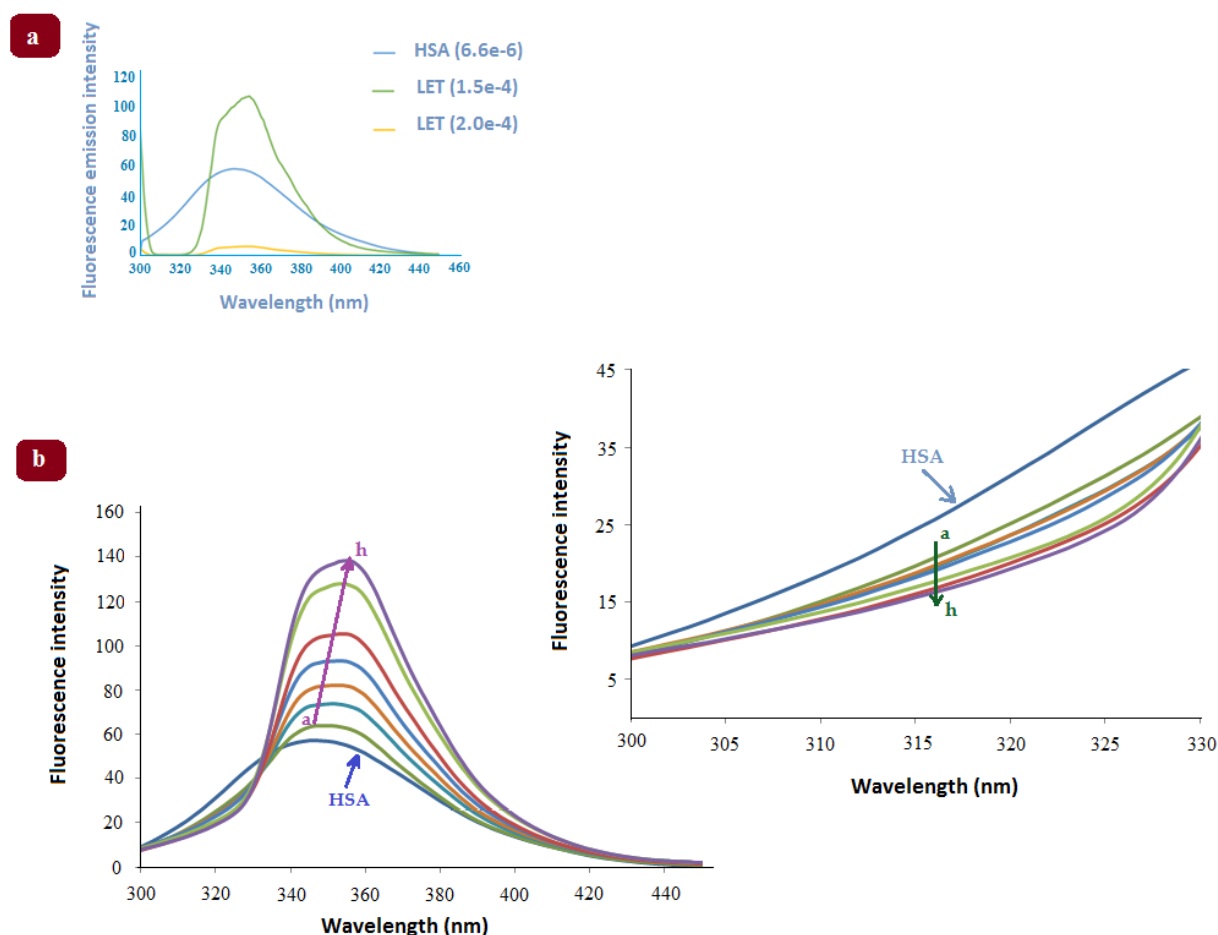 a
HSA (6.6e-6)
LET (1.5e-4)
LET (2.0e-4)
Fluorescence emission intensity
120
100
80
60
40
20
0
300 320 340 360 380 400 420 440 460
Wavelength (nm)
b
Fluorescence intensity
160
140
120
100
80
60
40
20
0
h
a
HSA
300 320 340 360 380 400 420 440
Wavelength (nm)
Fluorescence intensity
45
35
25
15
5
HSA
a
h
300 305 310 315 320 325 330
Wavelength (nm)